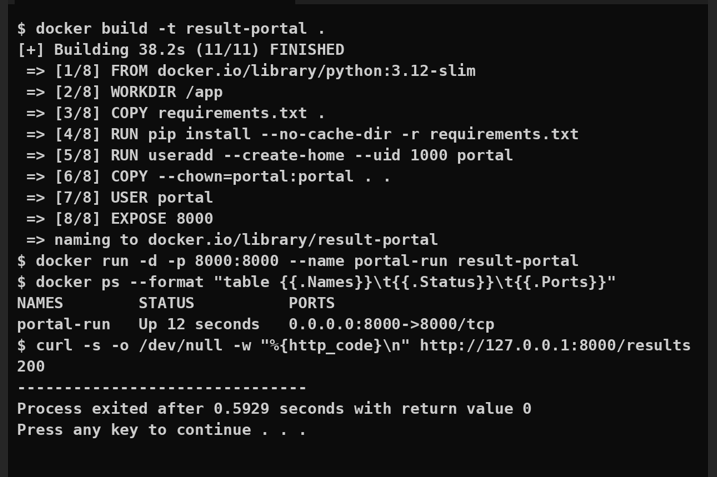 $ docker build -t result-portal .
[+] Building 38.2s (11/11) FINISHED
 => [1/8] FROM docker.io/library/python:3.12-slim
 => [2/8] WORKDIR /app
 => [3/8] COPY requirements.txt .
 => [4/8] RUN pip install --no-cache-dir -r requirements.txt
 => [5/8] RUN useradd --create-home --uid 1000 portal
 => [6/8] COPY --chown=portal:portal . .
 => [7/8] USER portal
 => [8/8] EXPOSE 8000
 => naming to docker.io/library/result-portal
$ docker run -d -p 8000:8000 --name portal-run result-portal
$ docker ps --format "table {{.Names}}\t{{.Status}}\t{{.Ports}}"
NAMES        STATUS          PORTS
portal-run   Up 12 seconds   0.0.0.0:8000->8000/tcp
$ curl -s -o /dev/null -w "%{http_code}\n" http://127.0.0.1:8000/results
200
-------------------------------
Process exited after 0.5929 seconds with return value 0
Press any key to continue . . .